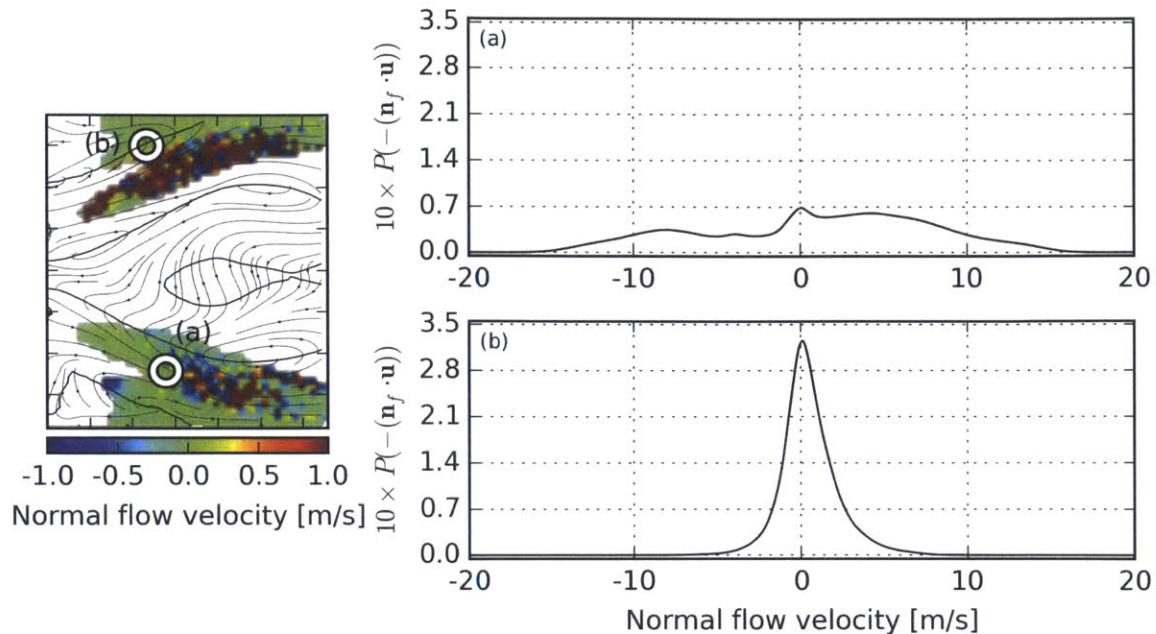 (b)
(a)
-1.0 -0.5 0.0 0.5 1.0
Normal flow velocity [m/s]
10 × P(−(n_f · u))
3.5
2.8
2.1
1.4
0.7
0.0
(a)
-20 -10 0 10 20
10 × P(−(n_f · u))
3.5
2.8
2.1
1.4
0.7
0.0
(b)
-20 -10 0 10 20
Normal flow velocity [m/s]